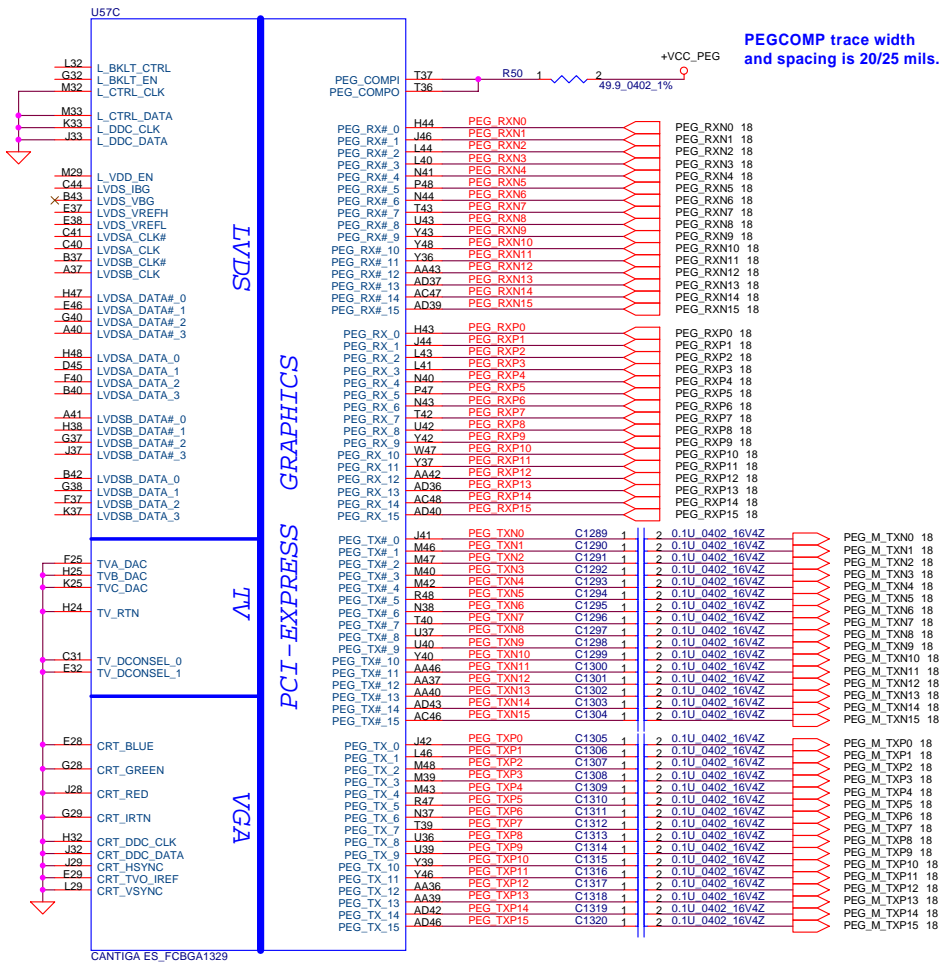 U57C
PEGCOMP trace width
and spacing is 20/25 mils.
+VCC_PEG
L32 L_BKLT_CTRL
G32 L_BKLT_EN
M32 L_CTRL_CLK
M33 L_CTRL_DATA
K33 L_DDC_CLK
J33 L_DDC_DATA
M29 L_VDD_EN
C44 LVDS_IBG
B43 LVDS_VBG
E37 LVDS_VREFH
E38 LVDS_VREFL
C41 LVDSA_CLK#
C40 LVDSA_CLK
B37 LVDSB_CLK#
A37 LVDSB_CLK
H47 LVDSA_DATA#_0
E46 LVDSA_DATA#_1
G40 LVDSA_DATA#_2
A40 LVDSA_DATA#_3
H48 LVDSA_DATA_0
D45 LVDSA_DATA_1
F40 LVDSA_DATA_2
B40 LVDSA_DATA_3
A41 LVDSB_DATA#_0
H38 LVDSB_DATA#_1
G37 LVDSB_DATA#_2
J37 LVDSB_DATA#_3
B42 LVDSB_DATA_0
G38 LVDSB_DATA_1
F37 LVDSB_DATA_2
K37 LVDSB_DATA_3
F25 TVA_DAC
H25 TVB_DAC
K25 TVC_DAC
H24 TV_RTN
C31 TV_DCONSEL_0
E32 TV_DCONSEL_1
E28 CRT_BLUE
G28 CRT_GREEN
J28 CRT_RED
G29 CRT_IRTN
H32 CRT_DDC_CLK
J32 CRT_DDC_DATA
J29 CRT_HSYNC
E29 CRT_TVO_IREF
L29 CRT_VSYNC
LVDS
TV
VGA
PCI-EXPRESS GRAPHICS
PEG_COMPI T37 R50 1 2
PEG_COMPO T36 49.9_0402_1%
PEG_RX#_0 H44 PEG_RXN0 PEG_RXN0 18
PEG_RX#_1 J46 PEG_RXN1 PEG_RXN1 18
PEG_RX#_2 L44 PEG_RXN2 PEG_RXN2 18
PEG_RX#_3 L40 PEG_RXN3 PEG_RXN3 18
PEG_RX#_4 N41 PEG_RXN4 PEG_RXN4 18
PEG_RX#_5 P48 PEG_RXN5 PEG_RXN5 18
PEG_RX#_6 N44 PEG_RXN6 PEG_RXN6 18
PEG_RX#_7 T43 PEG_RXN7 PEG_RXN7 18
PEG_RX#_8 U43 PEG_RXN8 PEG_RXN8 18
PEG_RX#_9 Y43 PEG_RXN9 PEG_RXN9 18
PEG_RX#_10 Y48 PEG_RXN10 PEG_RXN10 18
PEG_RX#_11 Y36 PEG_RXN11 PEG_RXN11 18
PEG_RX#_12 AA43 PEG_RXN12 PEG_RXN12 18
PEG_RX#_13 AD37 PEG_RXN13 PEG_RXN13 18
PEG_RX#_14 AC47 PEG_RXN14 PEG_RXN14 18
PEG_RX#_15 AD39 PEG_RXN15 PEG_RXN15 18
PEG_RX_0 H43 PEG_RXP0 PEG_RXP0 18
PEG_RX_1 J44 PEG_RXP1 PEG_RXP1 18
PEG_RX_2 L43 PEG_RXP2 PEG_RXP2 18
PEG_RX_3 L41 PEG_RXP3 PEG_RXP3 18
PEG_RX_4 N40 PEG_RXP4 PEG_RXP4 18
PEG_RX_5 P47 PEG_RXP5 PEG_RXP5 18
PEG_RX_6 N43 PEG_RXP6 PEG_RXP6 18
PEG_RX_7 T42 PEG_RXP7 PEG_RXP7 18
PEG_RX_8 U42 PEG_RXP8 PEG_RXP8 18
PEG_RX_9 Y42 PEG_RXP9 PEG_RXP9 18
PEG_RX_10 W47 PEG_RXP10 PEG_RXP10 18
PEG_RX_11 Y37 PEG_RXP11 PEG_RXP11 18
PEG_RX_12 AA42 PEG_RXP12 PEG_RXP12 18
PEG_RX_13 AD36 PEG_RXP13 PEG_RXP13 18
PEG_RX_14 AC48 PEG_RXP14 PEG_RXP14 18
PEG_RX_15 AD40 PEG_RXP15 PEG_RXP15 18
PEG_TX#_0 J41 PEG_TXN0 C1289 1 2 0.1U_0402_16V4Z PEG_M_TXN0 18
PEG_TX#_1 M46 PEG_TXN1 C1290 1 2 0.1U_0402_16V4Z PEG_M_TXN1 18
PEG_TX#_2 M47 PEG_TXN2 C1291 1 2 0.1U_0402_16V4Z PEG_M_TXN2 18
PEG_TX#_3 M40 PEG_TXN3 C1292 1 2 0.1U_0402_16V4Z PEG_M_TXN3 18
PEG_TX#_4 M42 PEG_TXN4 C1293 1 2 0.1U_0402_16V4Z PEG_M_TXN4 18
PEG_TX#_5 R48 PEG_TXN5 C1294 1 2 0.1U_0402_16V4Z PEG_M_TXN5 18
PEG_TX#_6 N38 PEG_TXN6 C1295 1 2 0.1U_0402_16V4Z PEG_M_TXN6 18
PEG_TX#_7 T40 PEG_TXN7 C1296 1 2 0.1U_0402_16V4Z PEG_M_TXN7 18
PEG_TX#_8 U37 PEG_TXN8 C1297 1 2 0.1U_0402_16V4Z PEG_M_TXN8 18
PEG_TX#_9 U40 PEG_TXN9 C1298 1 2 0.1U_0402_16V4Z PEG_M_TXN9 18
PEG_TX#_10 Y40 PEG_TXN10 C1299 1 2 0.1U_0402_16V4Z PEG_M_TXN10 18
PEG_TX#_11 AA46 PEG_TXN11 C1300 1 2 0.1U_0402_16V4Z PEG_M_TXN11 18
PEG_TX#_12 AA37 PEG_TXN12 C1301 1 2 0.1U_0402_16V4Z PEG_M_TXN12 18
PEG_TX#_13 AA40 PEG_TXN13 C1302 1 2 0.1U_0402_16V4Z PEG_M_TXN13 18
PEG_TX#_14 AD43 PEG_TXN14 C1303 1 2 0.1U_0402_16V4Z PEG_M_TXN14 18
PEG_TX#_15 AC46 PEG_TXN15 C1304 1 2 0.1U_0402_16V4Z PEG_M_TXN15 18
PEG_TX_0 J42 PEG_TXP0 C1305 1 2 0.1U_0402_16V4Z PEG_M_TXP0 18
PEG_TX_1 L46 PEG_TXP1 C1306 1 2 0.1U_0402_16V4Z PEG_M_TXP1 18
PEG_TX_2 M48 PEG_TXP2 C1307 1 2 0.1U_0402_16V4Z PEG_M_TXP2 18
PEG_TX_3 M39 PEG_TXP3 C1308 1 2 0.1U_0402_16V4Z PEG_M_TXP3 18
PEG_TX_4 M43 PEG_TXP4 C1309 1 2 0.1U_0402_16V4Z PEG_M_TXP4 18
PEG_TX_5 R47 PEG_TXP5 C1310 1 2 0.1U_0402_16V4Z PEG_M_TXP5 18
PEG_TX_6 N37 PEG_TXP6 C1311 1 2 0.1U_0402_16V4Z PEG_M_TXP6 18
PEG_TX_7 T39 PEG_TXP7 C1312 1 2 0.1U_0402_16V4Z PEG_M_TXP7 18
PEG_TX_8 U36 PEG_TXP8 C1313 1 2 0.1U_0402_16V4Z PEG_M_TXP8 18
PEG_TX_9 U39 PEG_TXP9 C1314 1 2 0.1U_0402_16V4Z PEG_M_TXP9 18
PEG_TX_10 Y39 PEG_TXP10 C1315 1 2 0.1U_0402_16V4Z PEG_M_TXP10 18
PEG_TX_11 Y46 PEG_TXP11 C1316 1 2 0.1U_0402_16V4Z PEG_M_TXP11 18
PEG_TX_12 AA36 PEG_TXP12 C1317 1 2 0.1U_0402_16V4Z PEG_M_TXP12 18
PEG_TX_13 AA39 PEG_TXP13 C1318 1 2 0.1U_0402_16V4Z PEG_M_TXP13 18
PEG_TX_14 AD42 PEG_TXP14 C1319 1 2 0.1U_0402_16V4Z PEG_M_TXP14 18
PEG_TX_15 AD46 PEG_TXP15 C1320 1 2 0.1U_0402_16V4Z PEG_M_TXP15 18
CANTIGA ES_FCBGA1329